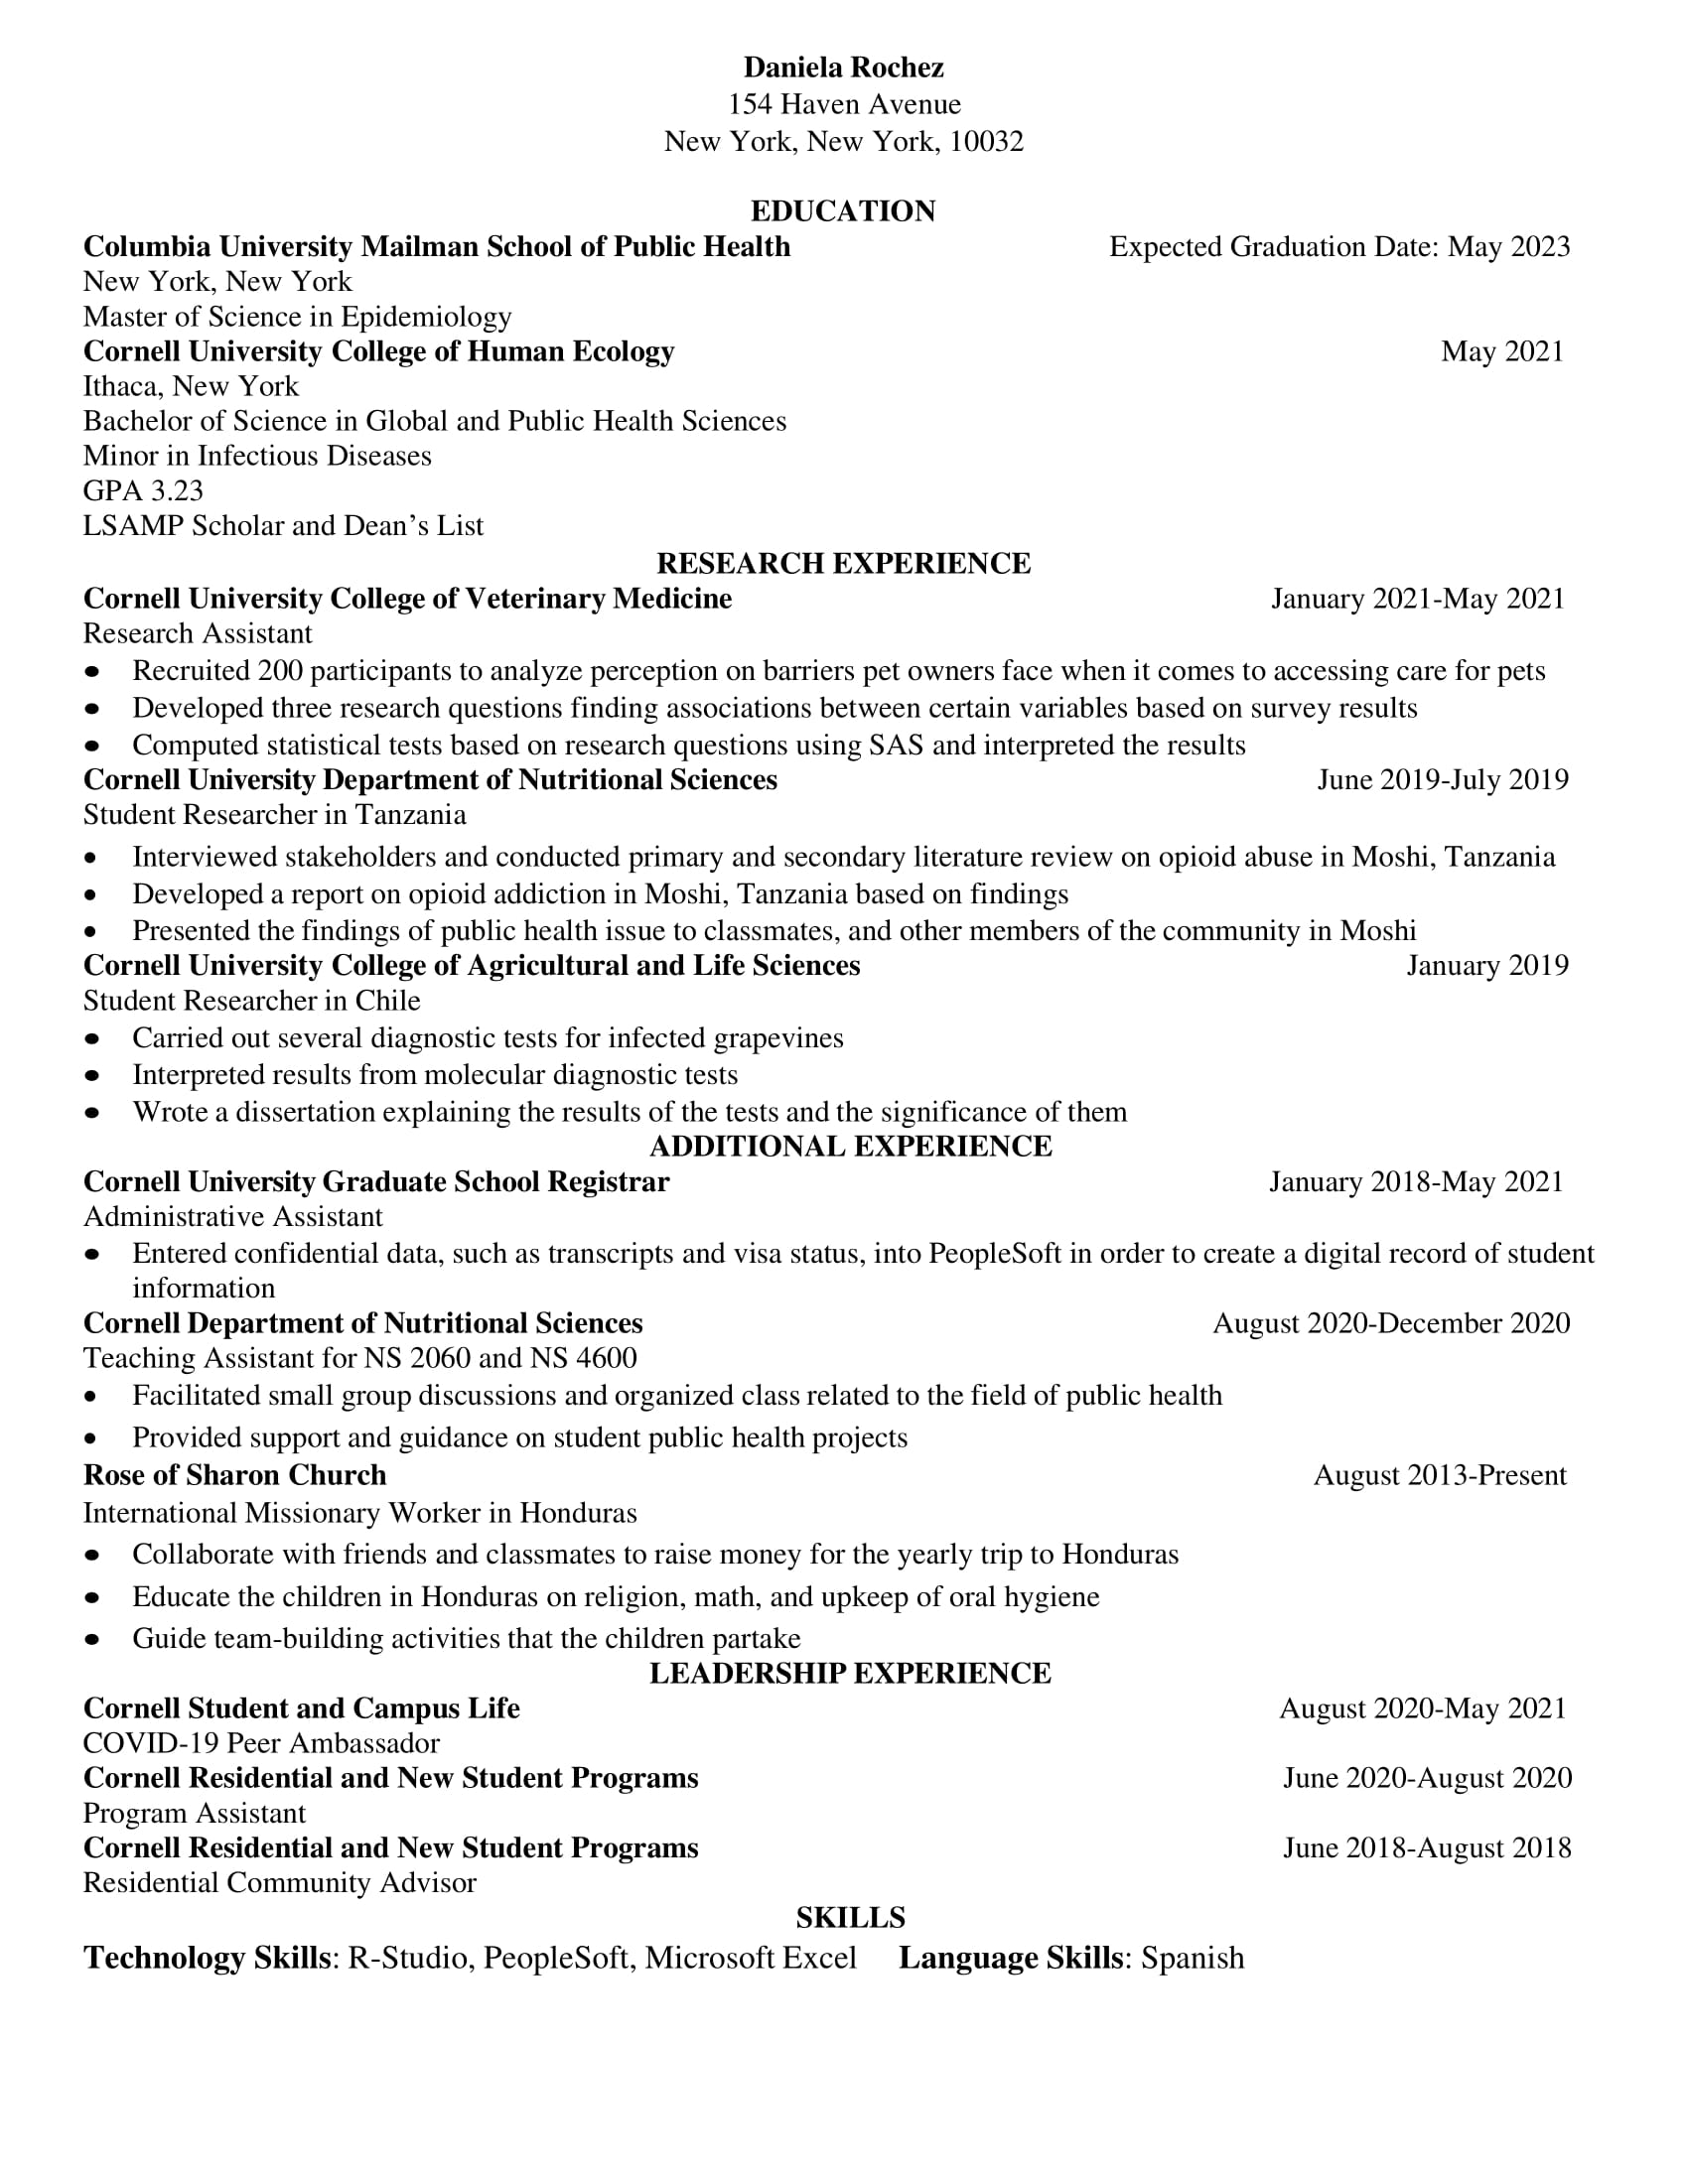 Daniela Rochez
154 Haven Avenue
New York, New York, 10032
EDUCATION
Columbia University Mailman School of Public Health Expected Graduation Date: May 2023
New York, New York
Master of Science in Epidemiology
Cornell University College of Human Ecology May 2021
Ithaca, New York
Bachelor of Science in Global and Public Health Sciences
Minor in Infectious Diseases
GPA 3.23
LSAMP Scholar and Dean’s List
RESEARCH EXPERIENCE
Cornell University College of Veterinary Medicine January 2021-May 2021
Research Assistant
• Recruited 200 participants to analyze perception on barriers pet owners face when it comes to accessing care for pets
• Developed three research questions finding associations between certain variables based on survey results
• Computed statistical tests based on research questions using SAS and interpreted the results
Cornell University Department of Nutritional Sciences June 2019-July 2019
Student Researcher in Tanzania
• Interviewed stakeholders and conducted primary and secondary literature review on opioid abuse in Moshi, Tanzania
• Developed a report on opioid addiction in Moshi, Tanzania based on findings
• Presented the findings of public health issue to classmates, and other members of the community in Moshi
Cornell University College of Agricultural and Life Sciences January 2019
Student Researcher in Chile
• Carried out several diagnostic tests for infected grapevines
• Interpreted results from molecular diagnostic tests
• Wrote a dissertation explaining the results of the tests and the significance of them
ADDITIONAL EXPERIENCE
Cornell University Graduate School Registrar January 2018-May 2021
Administrative Assistant
• Entered confidential data, such as transcripts and visa status, into PeopleSoft in order to create a digital record of student
information
Cornell Department of Nutritional Sciences August 2020-December 2020
Teaching Assistant for NS 2060 and NS 4600
• Facilitated small group discussions and organized class related to the field of public health
• Provided support and guidance on student public health projects
Rose of Sharon Church August 2013-Present
International Missionary Worker in Honduras
• Collaborate with friends and classmates to raise money for the yearly trip to Honduras
• Educate the children in Honduras on religion, math, and upkeep of oral hygiene
• Guide team-building activities that the children partake
LEADERSHIP EXPERIENCE
Cornell Student and Campus Life August 2020-May 2021
COVID-19 Peer Ambassador
Cornell Residential and New Student Programs June 2020-August 2020
Program Assistant
Cornell Residential and New Student Programs June 2018-August 2018
Residential Community Advisor
SKILLS
Technology Skills: R-Studio, PeopleSoft, Microsoft Excel Language Skills: Spanish